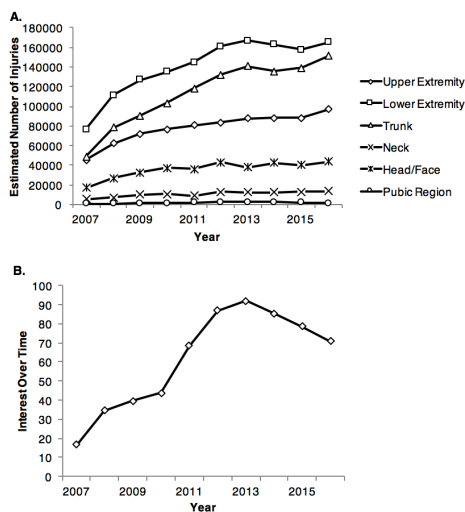 A.
Estimated Number of Injuries
180000
160000
140000
120000
100000
80000
60000
40000
20000
0
2007 2009 2011 2013 2015
Year
Upper Extremity
Lower Extremity
Trunk
Neck
Head/Face
Pubic Region
B.
Interest Over Time
100
90
80
70
60
50
40
30
20
10
0
2007 2009 2011 2013 2015
Year